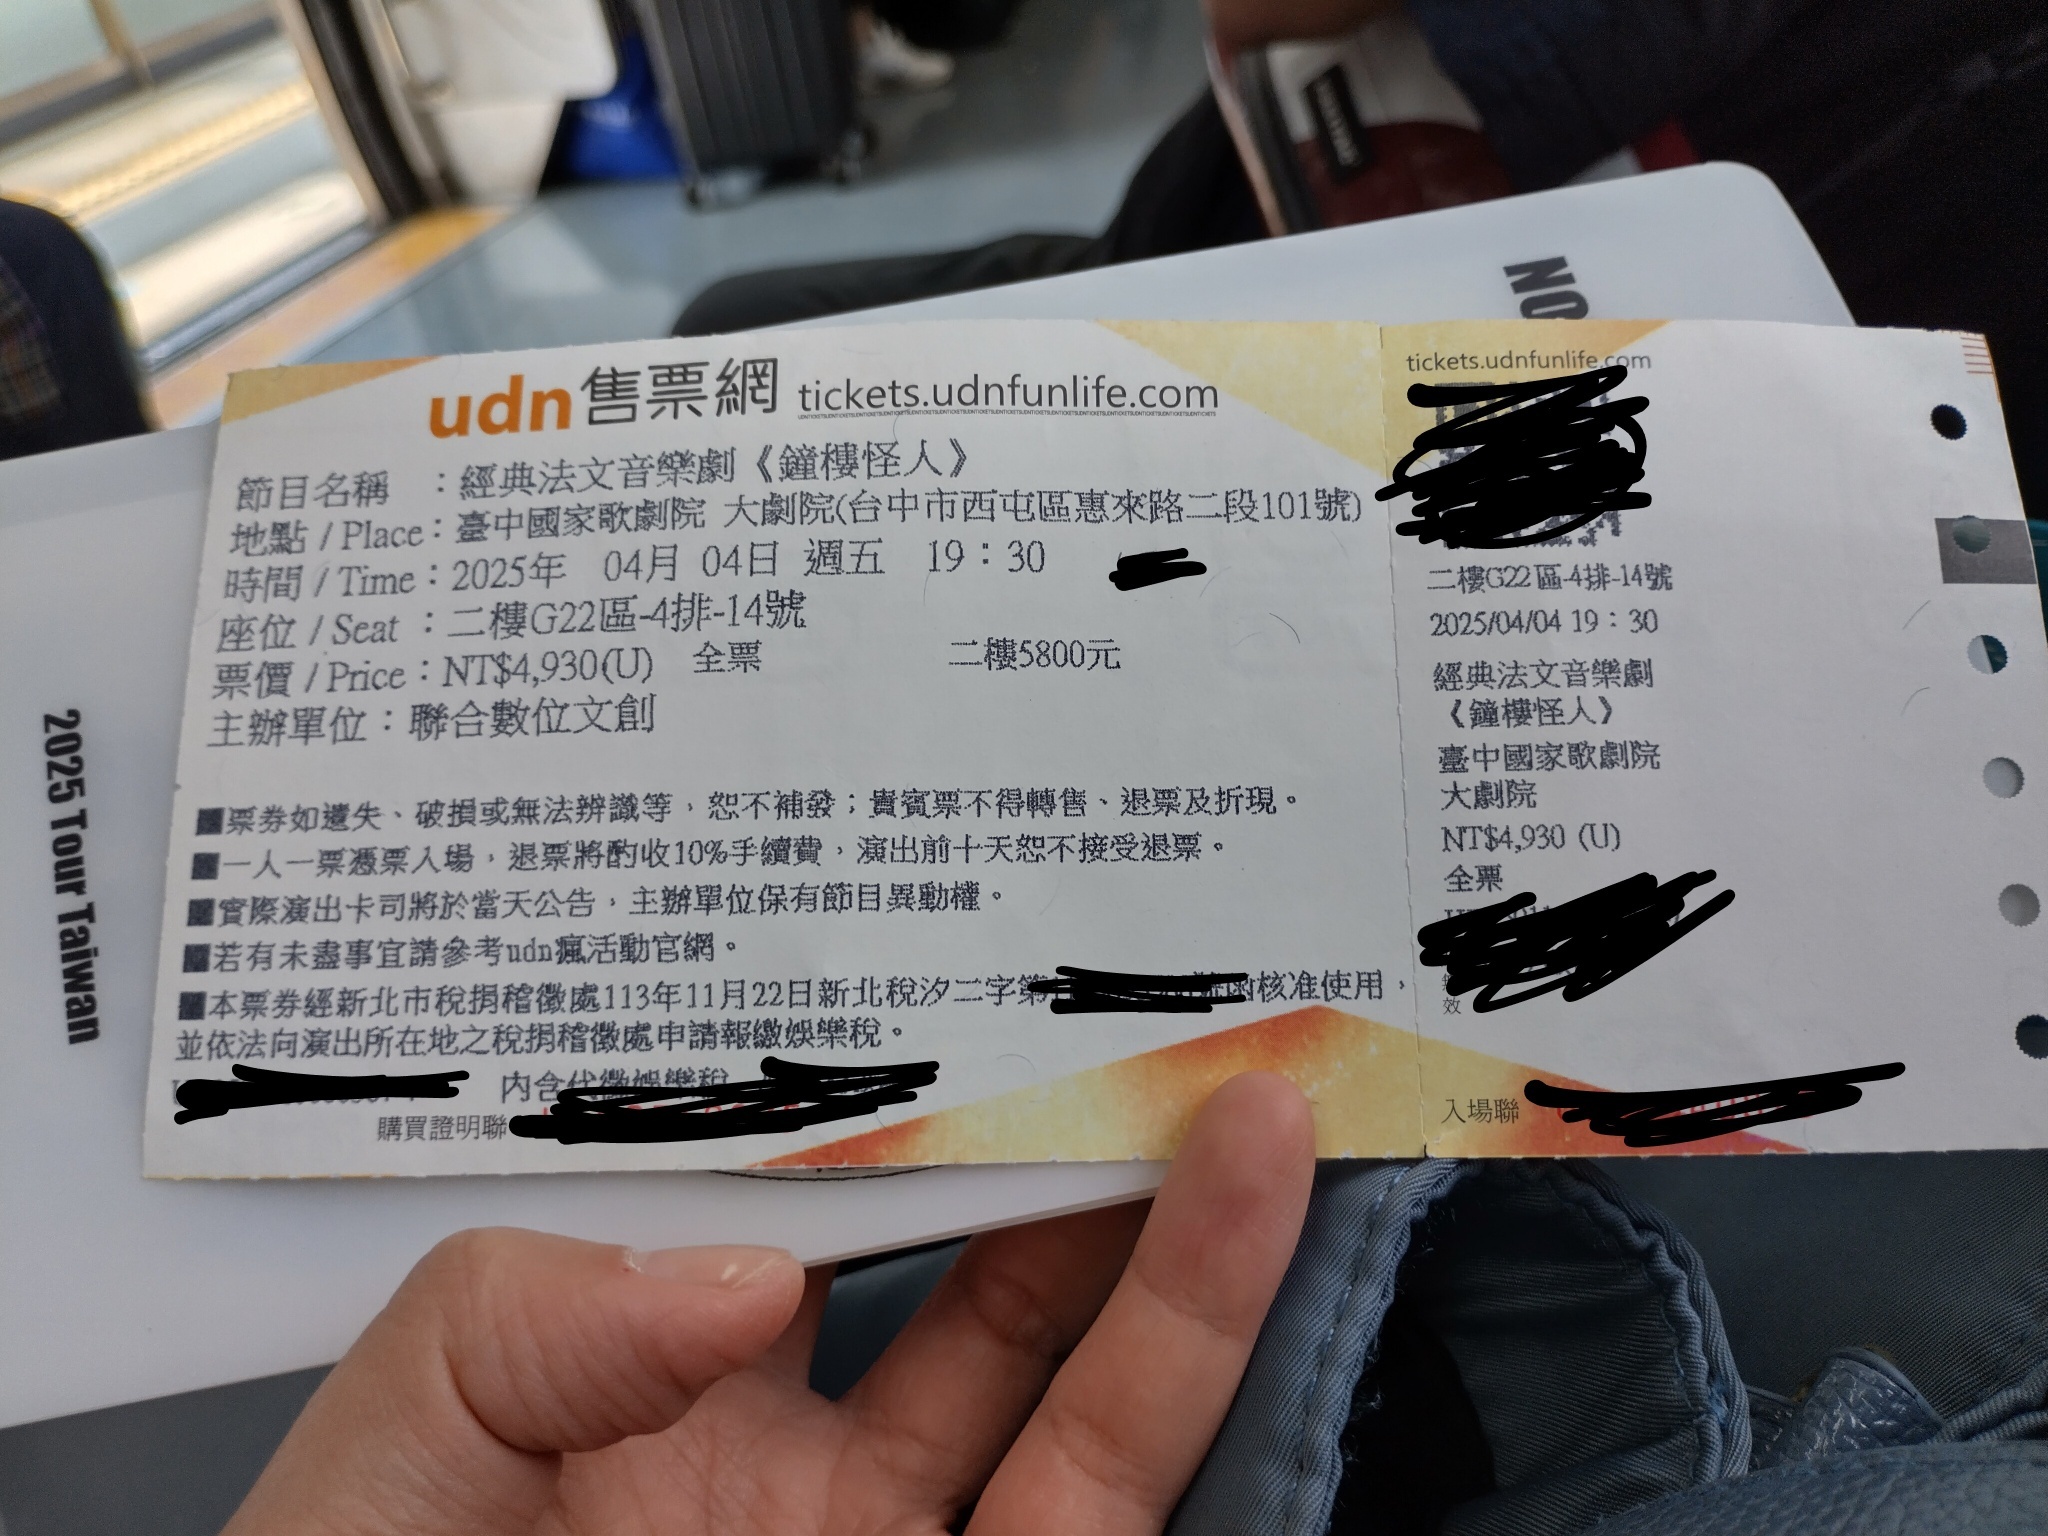 udn售票網 tickets.udnfunlife.com
節目名稱 ：經典法文音樂劇《鐘樓怪人》
地點 / Place：臺中國家歌劇院 大劇院(台中市西屯區惠來路二段101號)
時間 / Time：2025年 04月 04日 週五 19：30
座位 / Seat ：二樓G22區-4排-14號
票價 / Price：NT$4,930(U) 全票 二樓5800元
主辦單位：聯合數位文創
■票券如遺失、破損或無法辨識等，恕不補發；貴賓票不得轉售、退票及折現。
■一人一票憑票入場，退票將酌收10%手續費，演出前十天恕不接受退票。
■實際演出卡司將於當天公告，主辦單位保有節目異動權。
■若有未盡事宜請參考udn瘋活動官網。
■本票券經新北市稅捐稽徵處113年11月22日新北稅汐二字第 號函核准使用，
並依法向演出所在地之稅捐稽徵處申請報繳娛樂稅。
內含代徵娛樂稅
購買證明聯
tickets.udnfunlife.com
二樓G22區-4排-14號
2025/04/04 19：30
經典法文音樂劇
《鐘樓怪人》
臺中國家歌劇院
大劇院
NT$4,930 (U)
全票
效
入場聯
NO
2025 Tour Taiwan